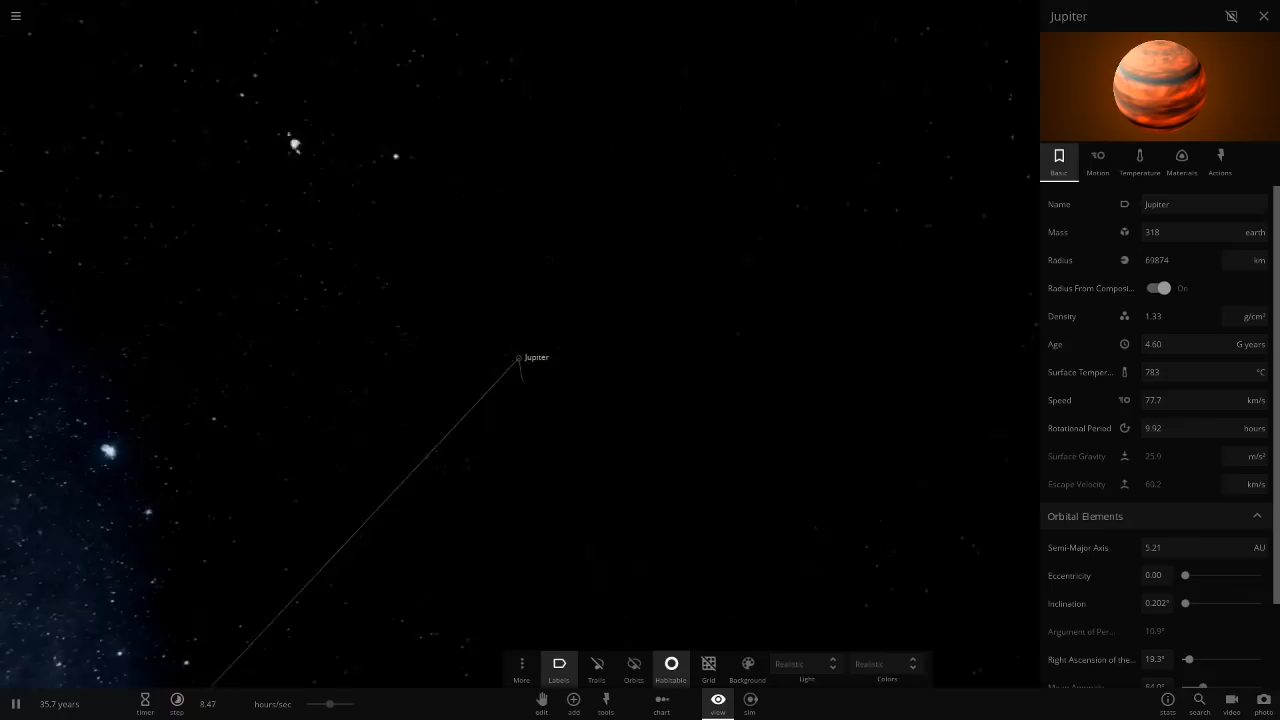 Jupiter
Basic
Motion
Temperature
Materials
Actions
Name Jupiter
Mass 318 earth
Radius 69874 km
Radius From Composi... On
Density 1.33 g/cm³
Age 4.60 G years
Surface Temper... 783 °C
Speed 77.7 km/s
Rotational Period 9.92 hours
Surface Gravity 25.9 m/s²
Escape Velocity 60.2 km/s
Orbital Elements
Semi-Major Axis 5.21 AU
Eccentricity 0.00
Inclination 0.202°
Argument of Per... 10.9°
Right Ascension of the... 19.3°
Jupiter
More
Labels
Trails
Orbits
Habitable
Grid
Background
Realistic
Light
Realistic
Colors
35.7 years
timer
step
8.47 hours/sec
edit
add
tools
chart
view
sim
stats
search
video
photo